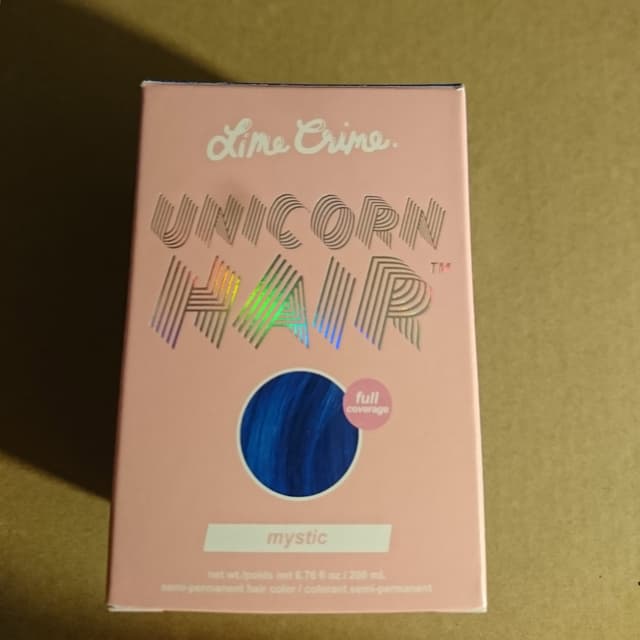 Lime Crime.
UNICORN
HAIR™
full
coverage
mystic
net wt./poids net 6.76 fl oz / 200 ml.
semi-permanent hair color / colorant semi-permanent